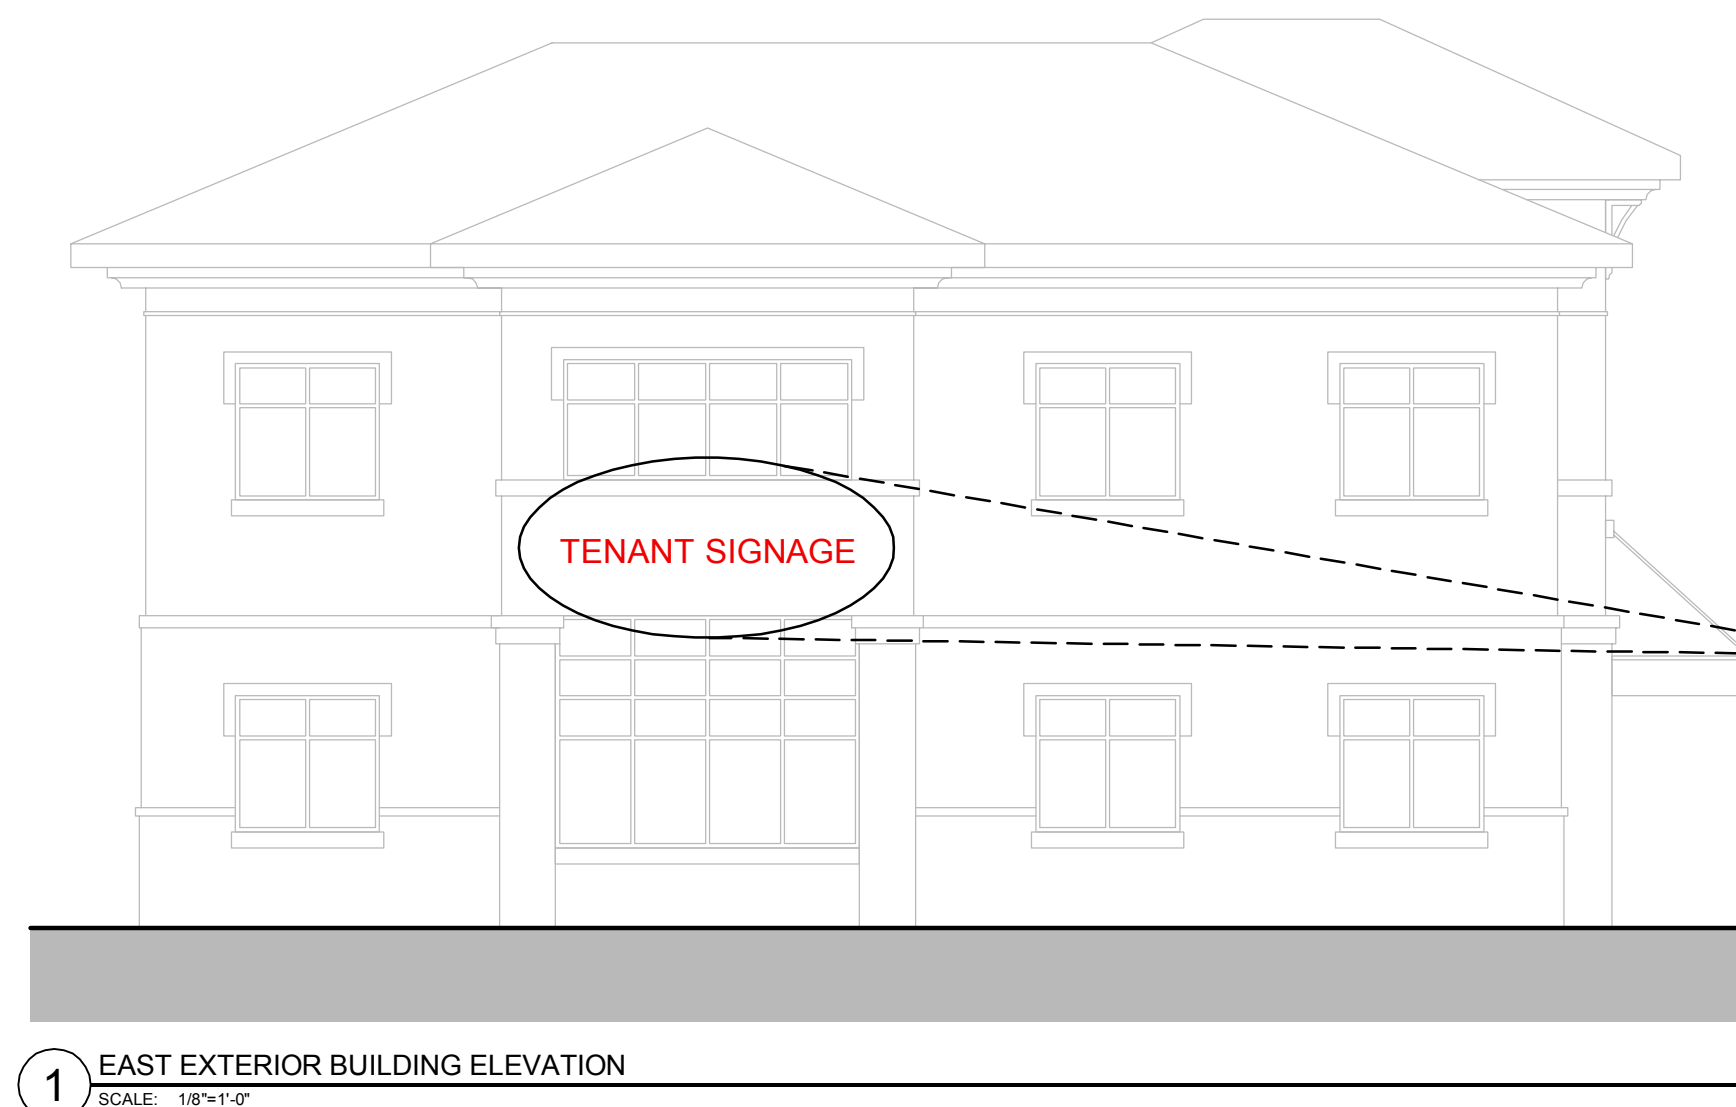 TENANT SIGNAGE
1
EAST EXTERIOR BUILDING ELEVATION
SCALE: 1/8"=1'-0"